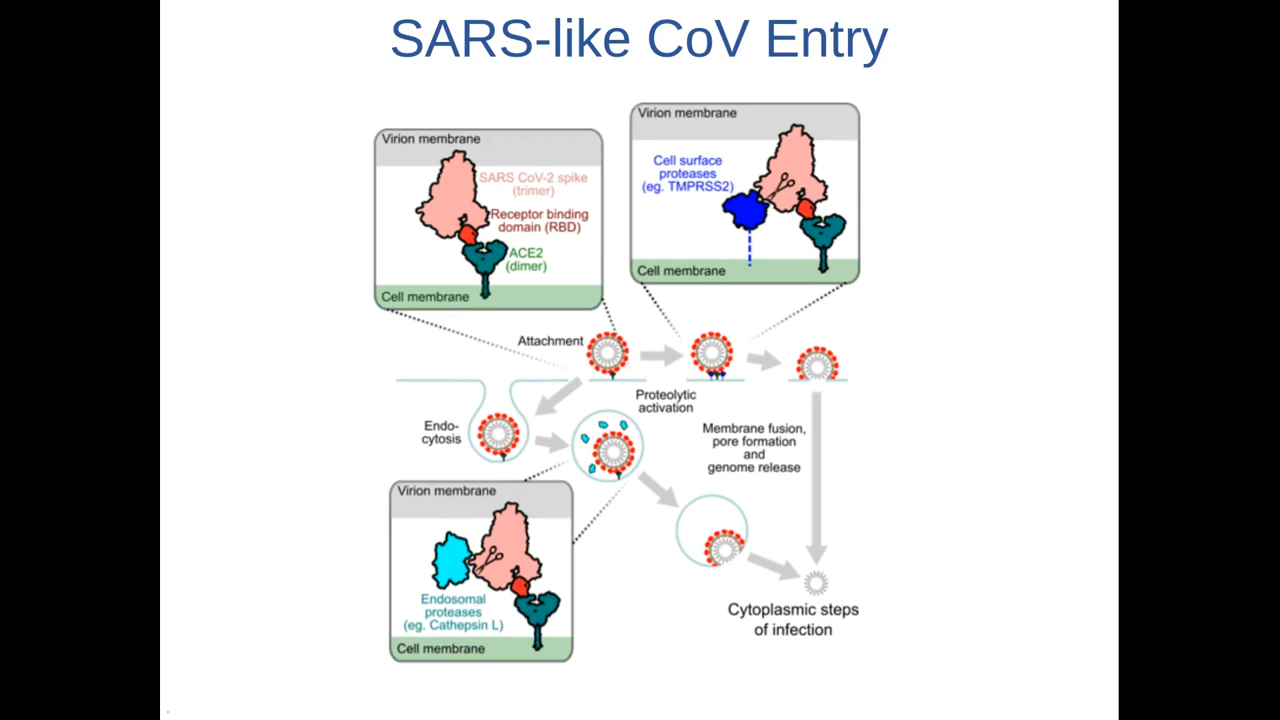 SARS-like CoV Entry
Virion membrane
SARS CoV-2 spike
(trimer)
Receptor binding
domain (RBD)
ACE2
(dimer)
Cell membrane
Virion membrane
Cell surface
proteases
(eg. TMPRSS2)
Cell membrane
Attachment
Proteolytic
activation
Endo-
cytosis
Membrane fusion,
pore formation
and
genome release
Virion membrane
Endosomal
proteases
(eg. Cathepsin L)
Cell membrane
Cytoplasmic steps
of infection